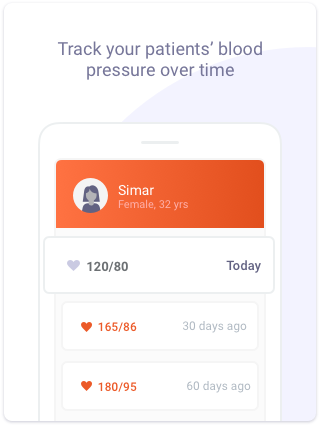 Track your patients’ blood
pressure over time
Simar
Female, 32 yrs
120/80 Today
165/86 30 days ago
180/95 60 days ago